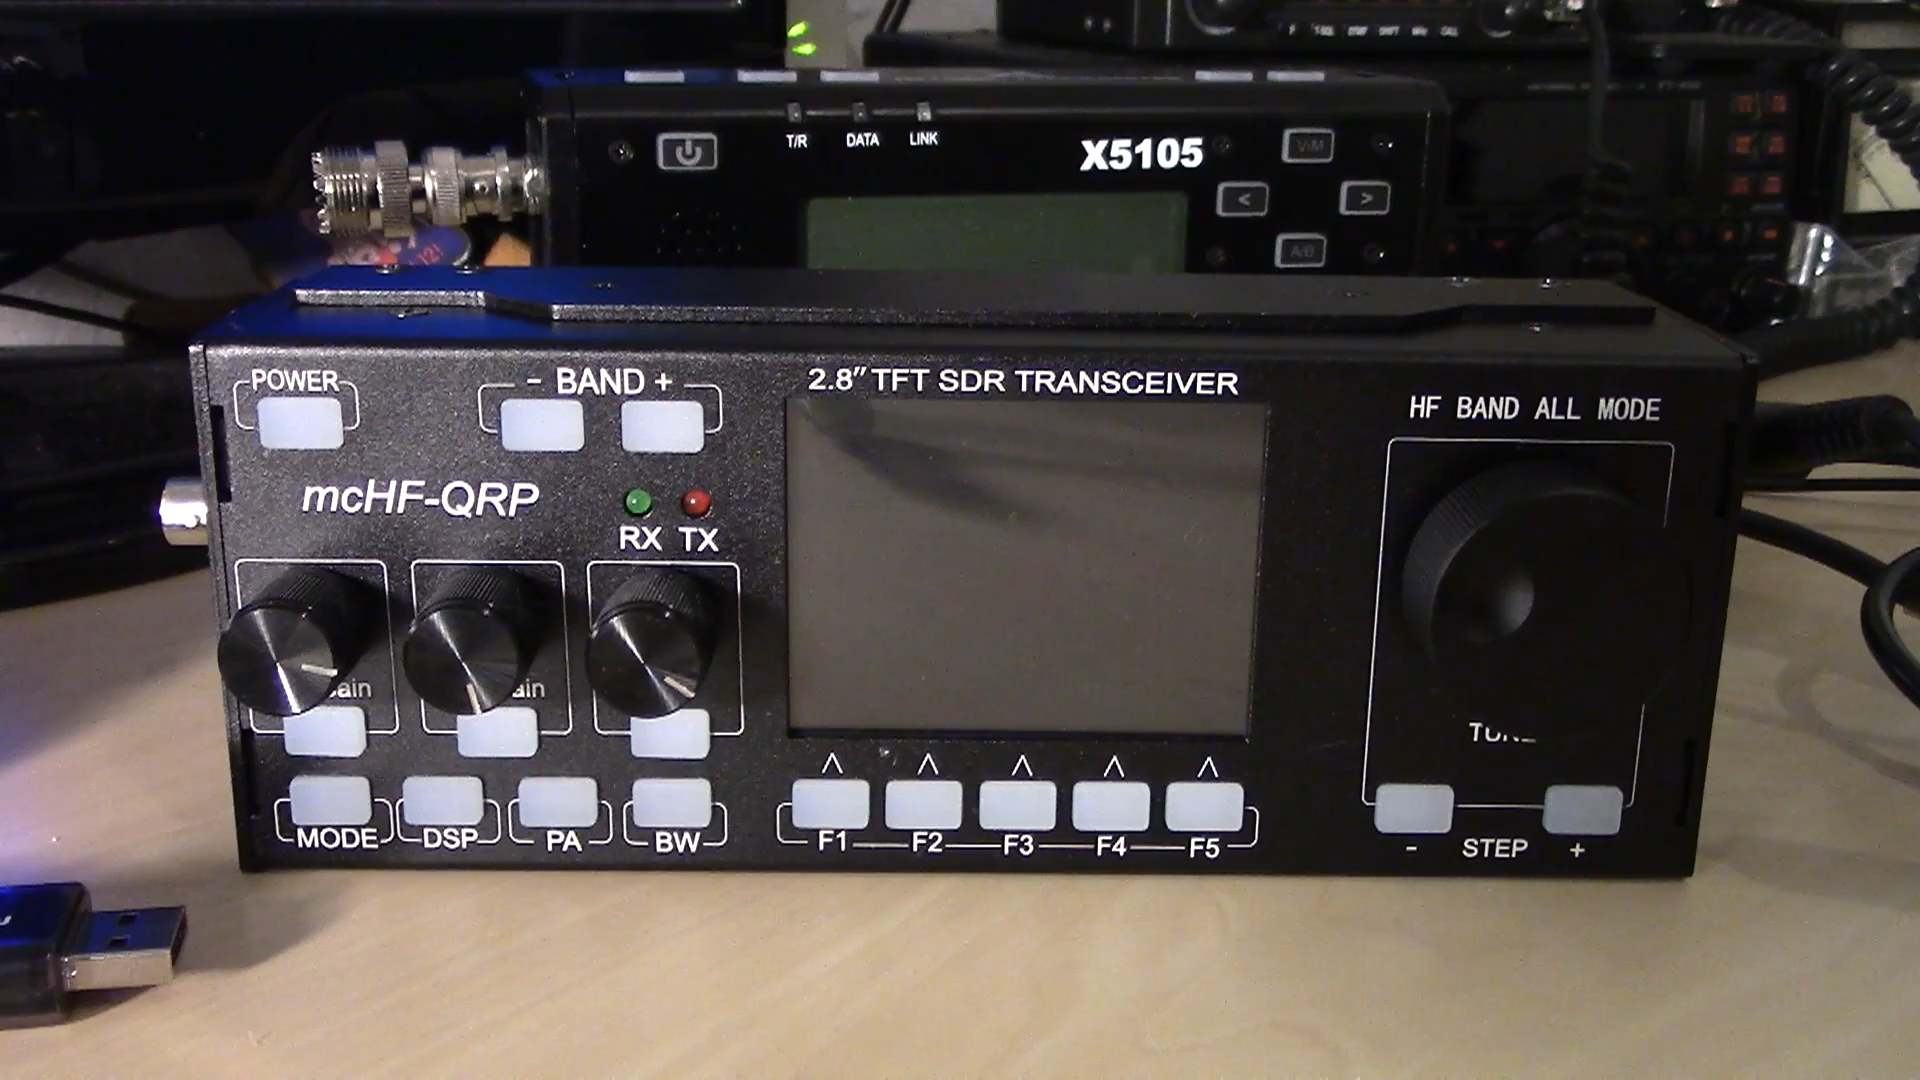 T/R DATA LINK
X5105
V/M
< >
A/B
POWER
- BAND +
2.8" TFT SDR TRANSCEIVER
HF BAND ALL MODE
mcHF-QRP
RX TX
TUNE
MODE DSP PA BW
F1 F2 F3 F4 F5
- STEP +